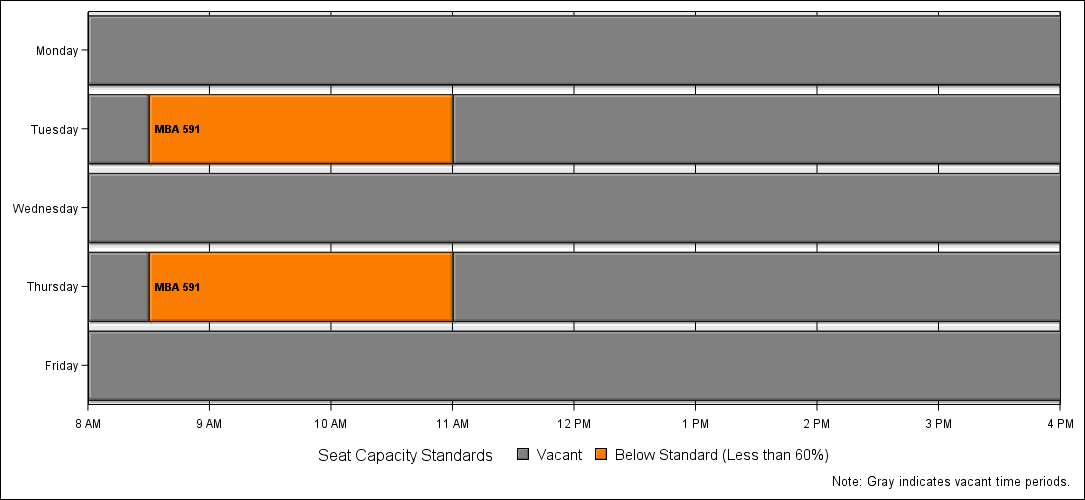 Monday
Tuesday
MBA 591
Wednesday
Thursday
MBA 591
Friday
8 AM 9 AM 10 AM 11 AM 12 PM 1 PM 2 PM 3 PM 4 PM
Seat Capacity Standards Vacant Below Standard (Less than 60%)
Note: Gray indicates vacant time periods.